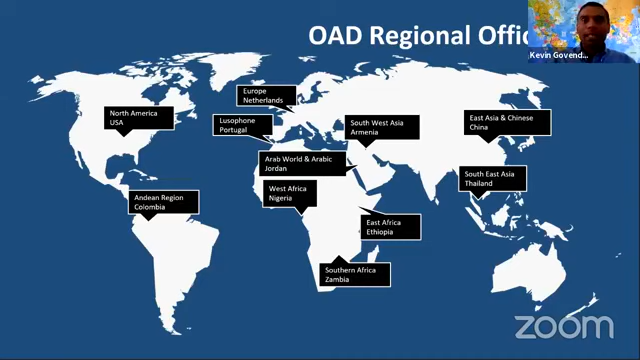 OAD Regional Offic
Kevin Govend...
Europe
Netherlands
North America
USA
Lusophone
Portugal
South West Asia
Armenia
East Asia & Chinese
China
Arab World & Arabic
Jordan
South East Asia
Thailand
West Africa
Nigeria
Andean Region
Colombia
East Africa
Ethiopia
Southern Africa
Zambia
zoom